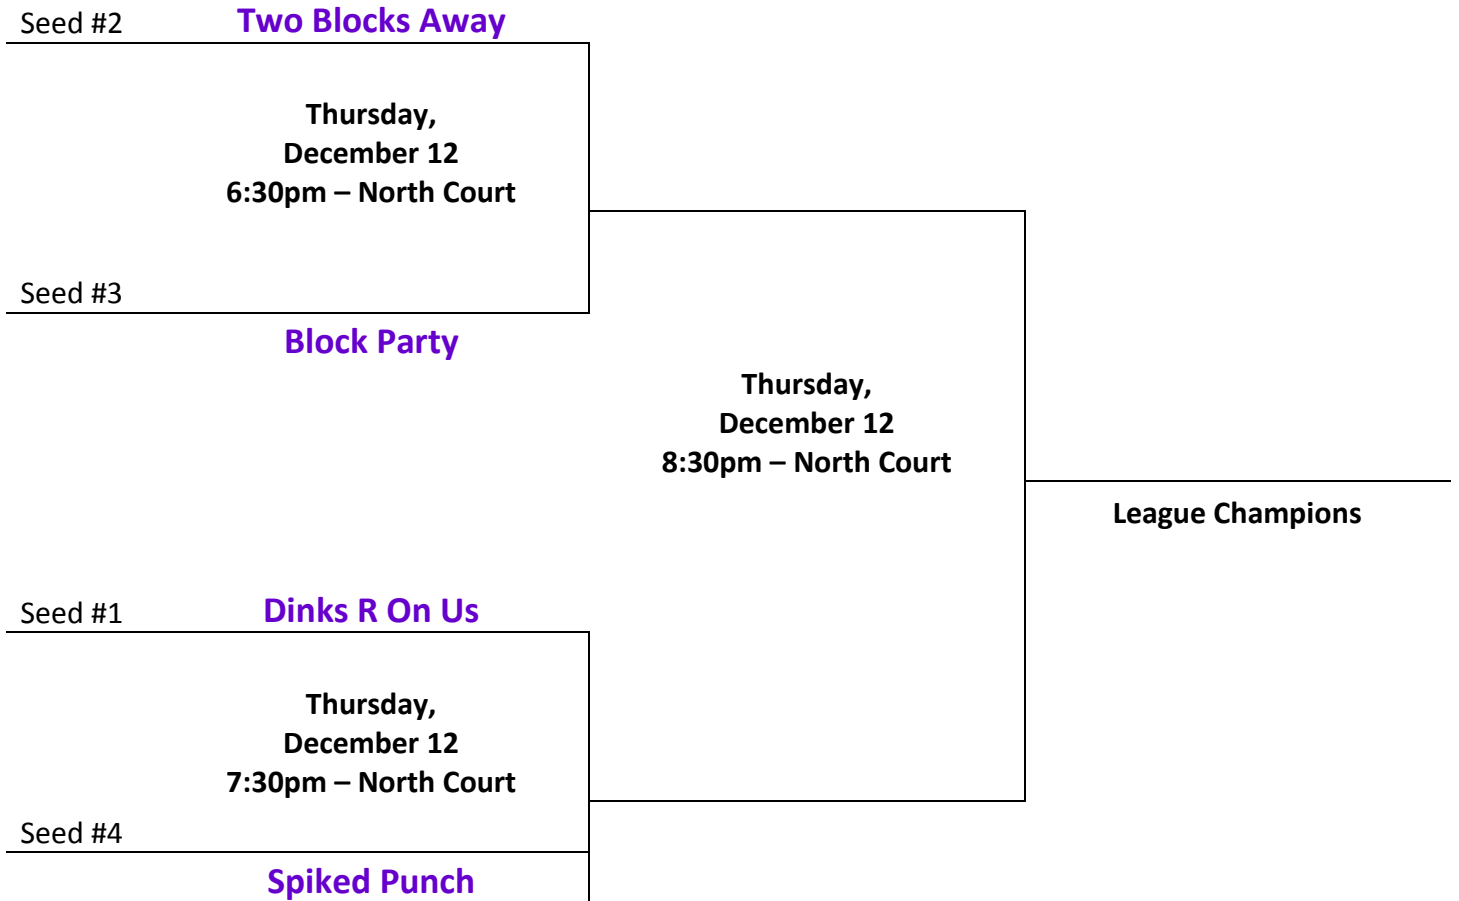 Seed #2
Two Blocks Away
Thursday,
December 12
6:30pm – North Court
Seed #3
Block Party
Thursday,
December 12
8:30pm – North Court
League Champions
Seed #1
Dinks R On Us
Thursday,
December 12
7:30pm – North Court
Seed #4
Spiked Punch